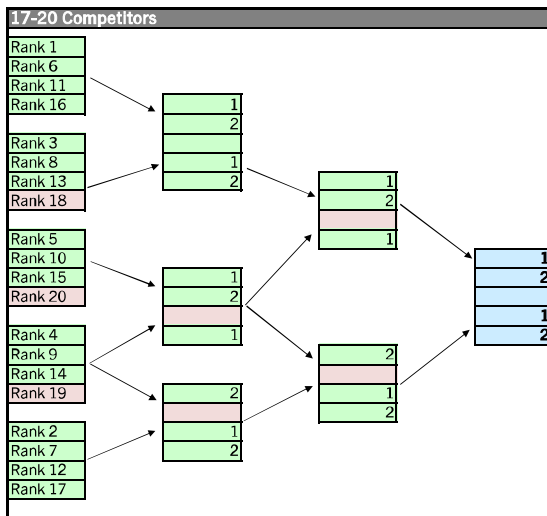 17-20 Competitors
Rank 1
Rank 6
Rank 11
Rank 16
Rank 3
Rank 8
Rank 13
Rank 18
Rank 5
Rank 10
Rank 15
Rank 20
Rank 4
Rank 9
Rank 14
Rank 19
Rank 2
Rank 7
Rank 12
Rank 17
1
2
1
2
1
2
1
2
1
2
1
2
1
2
1
2
1
2
1
2